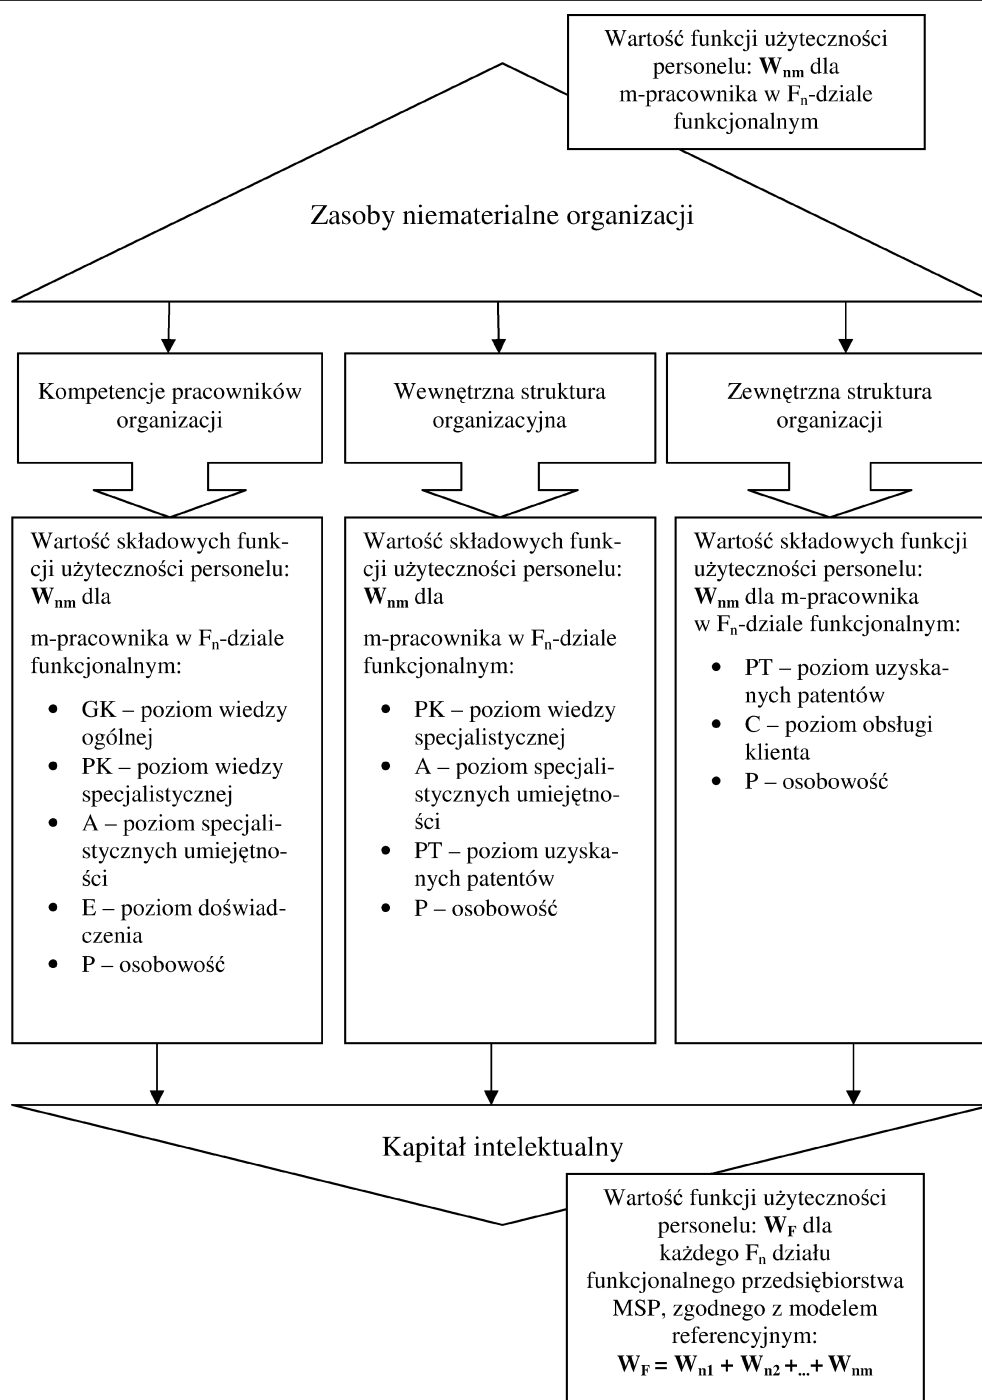 Wartość funkcji użyteczności
personelu: Wnm dla
m-pracownika w Fn-dziale
funkcjonalnym
Zasoby niematerialne organizacji
Kompetencje pracowników
organizacji
Wewnętrzna struktura
organizacyjna
Zewnętrzna struktura
organizacji
Wartość składowych funk-
cji użyteczności personelu:
Wnm dla
m-pracownika w Fn-dziale
funkcjonalnym:
• GK – poziom wiedzy
ogólnej
• PK – poziom wiedzy
specjalistycznej
• A – poziom specjali-
stycznych umiejętno-
ści
• E – poziom doświad-
czenia
• P – osobowość
Wartość składowych funk-
cji użyteczności personelu:
Wnm dla
m-pracownika w Fn-dziale
funkcjonalnym:
• PK – poziom wiedzy
specjalistycznej
• A – poziom specjali-
stycznych umiejętno-
ści
• PT – poziom uzyska-
nych patentów
• P – osobowość
Wartość składowych funkcji
użyteczności personelu:
Wnm dla m-pracownika
w Fn-dziale funkcjonalnym:
• PT – poziom uzyska-
nych patentów
• C – poziom obsługi
klienta
• P – osobowość
Kapitał intelektualny
Wartość funkcji użyteczności
personelu: WF dla
każdego Fn działu
funkcjonalnego przedsiębiorstwa
MSP, zgodnego z modelem
referencyjnym:
WF = Wn1 + Wn2 +...+ Wnm